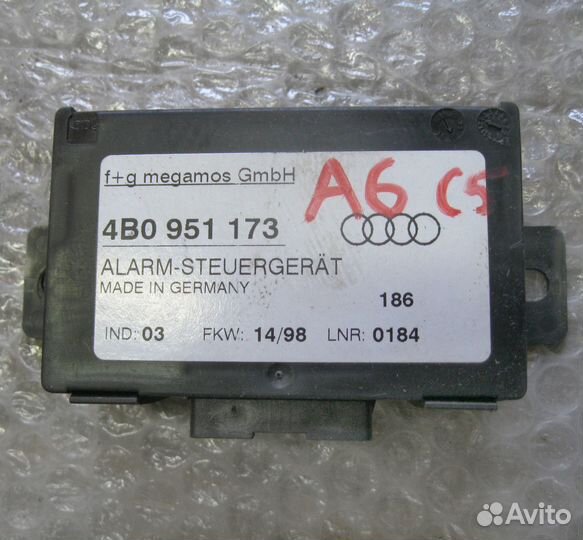 f+g megamos GmbH
A6 C5
4B0 951 173
ALARM-STEUERGERÄT
MADE IN GERMANY
186
IND: 03 FKW: 14/98 LNR: 0184
Avito